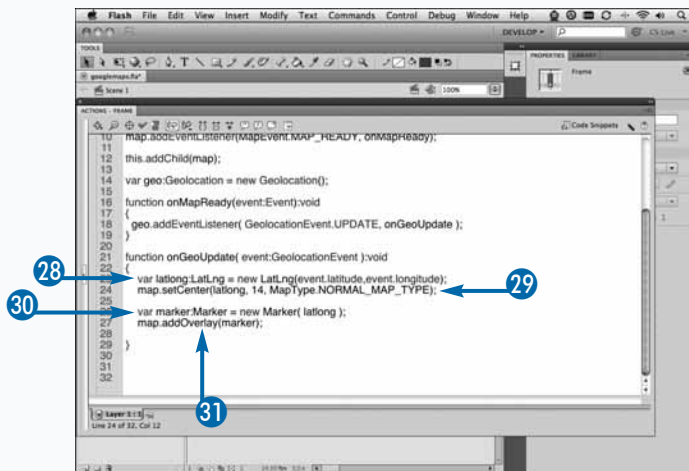 Flash File Edit View Insert Modify Text Commands Control Debug Window Help
DEVELOP CS Live
TOOLS
PROPERTIES LIBRARY
Frame
googlemaps.fla*
Scene 1 100%
ACTIONS - FRAME
Code Snippets
10 map.addEventListener(MapEvent.MAP_READY, onMapReady);
11
12 this.addChild(map);
13
14 var geo:Geolocation = new Geolocation();
15
16 function onMapReady(event:Event):void
17 {
18 geo.addEventListener( GeolocationEvent.UPDATE, onGeoUpdate );
19 }
20
21 function onGeoUpdate( event:GeolocationEvent ):void
22 {
28 23 var latlong:LatLng = new LatLng(event.latitude,event.longitude);
24 map.setCenter(latlong, 14, MapType.NORMAL_MAP_TYPE); 29
25
30 26 var marker:Marker = new Marker( latlong );
27 map.addOverlay(marker);
28
29 }
30
31
32
31
Layer 1 : 1
Line 24 of 32, Col 12